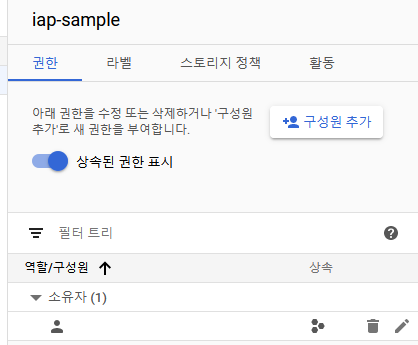 iap-sample
권한 라벨 스토리지 정책 활동
아래 권한을 수정 또는 삭제하거나 '구성원
추가'로 새 권한을 부여합니다.
구성원 추가
상속된 권한 표시
필터 트리
역할/구성원 상속
소유자 (1)